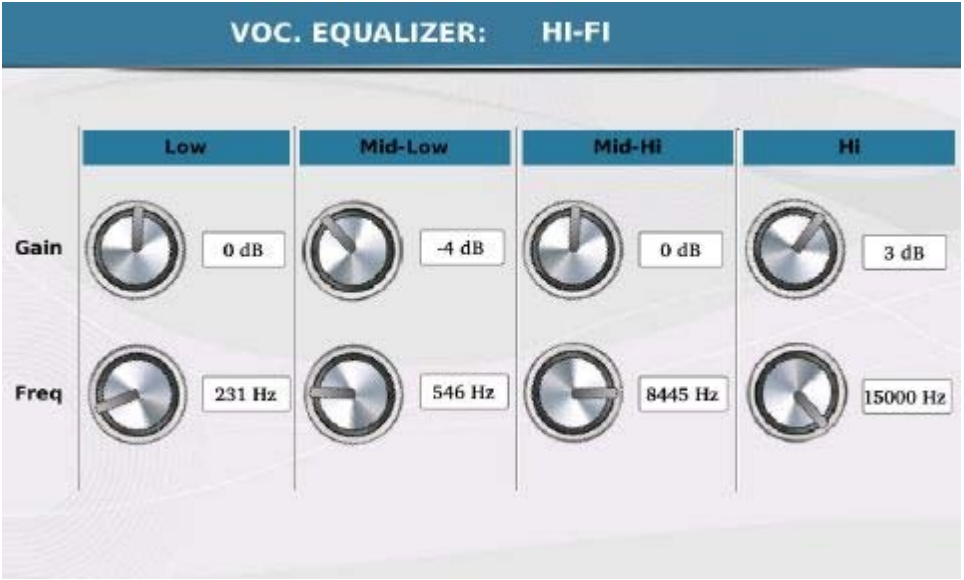 VOC. EQUALIZER: HI-FI
Low Mid-Low Mid-Hi Hi
Gain 0 dB -4 dB 0 dB 3 dB
Freq 231 Hz 546 Hz 8445 Hz 15000 Hz